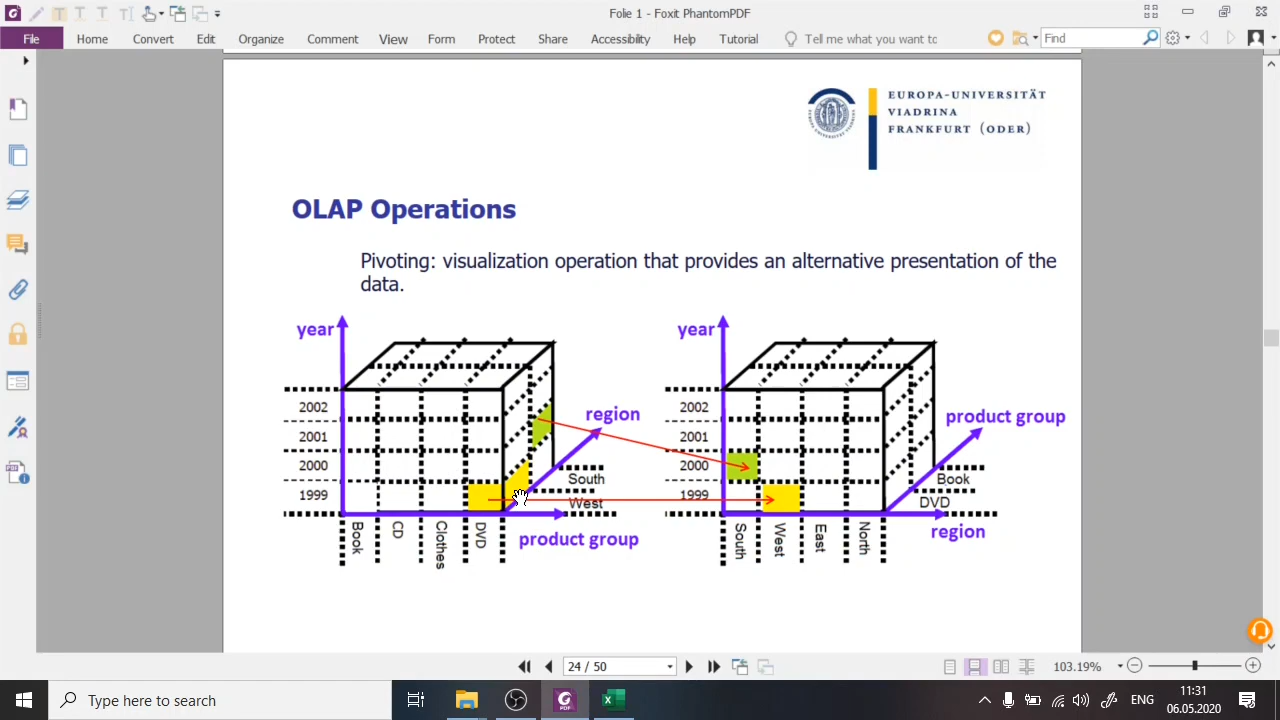 Folie 1 - Foxit PhantomPDF
File Home Convert Edit Organize Comment View Form Protect Share Accessibility Help Tutorial Tell me what you want to Find
EUROPA-UNIVERSITÄT
VIADRINA
FRANKFURT (ODER)
OLAP Operations
Pivoting: visualization operation that provides an alternative presentation of the
data.
year
2002
2001
2000
1999
Book
CD
Clothes
DVD
region
South
West
product group
year
2002
2001
2000
1999
South
West
East
North
product group
Book
DVD
region
24 / 50
103.19%
Type here to search
ENG
11:31
06.05.2020